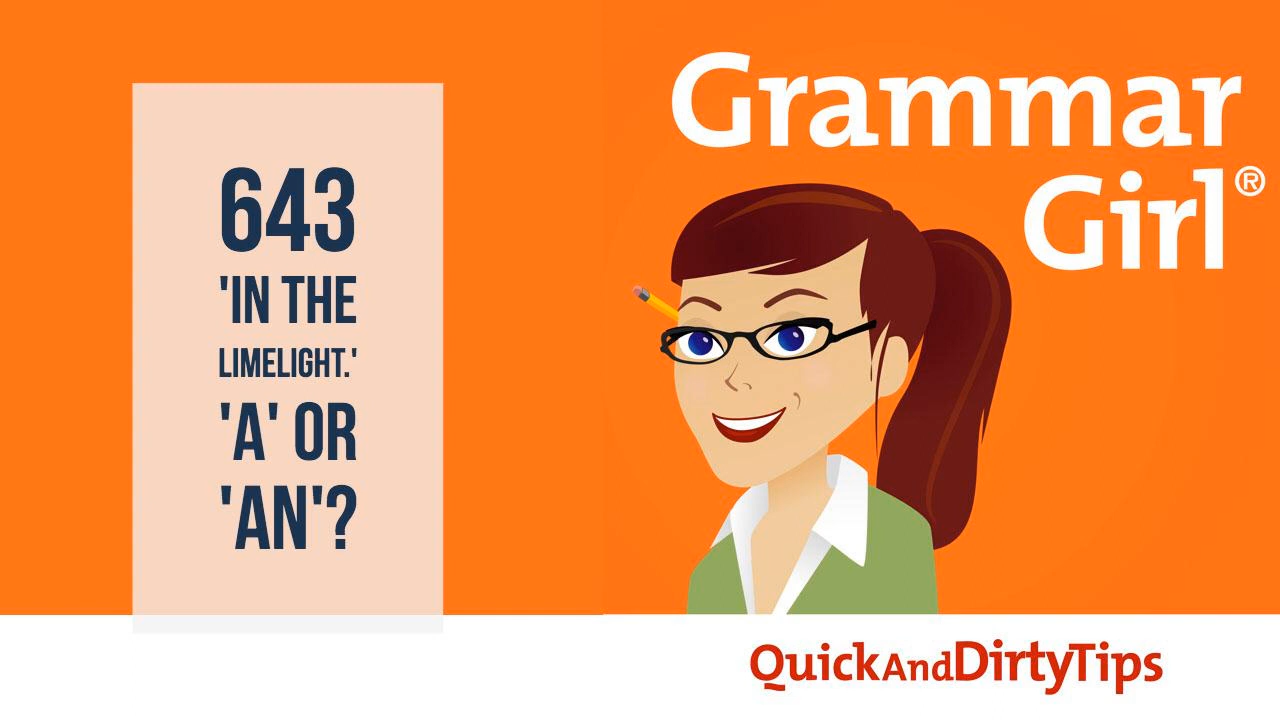 643
'IN THE
LIMELIGHT.'
'A' OR
'AN'?
Grammar
Girl®
QuickAndDirtyTips